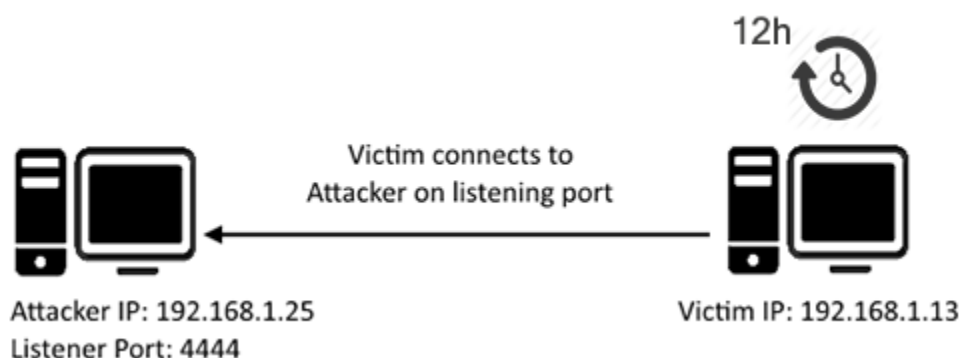 12h
Victim connects to
Attacker on listening port
Attacker IP: 192.168.1.25
Listener Port: 4444
Victim IP: 192.168.1.13